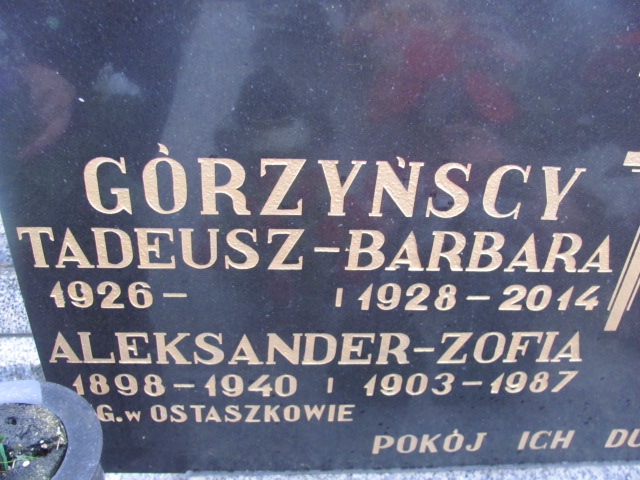 GÓRZYŃSCY
TADEUSZ-BARBARA
1926- | 1928-2014
ALEKSANDER-ZOFIA
1898-1940 | 1903-1987
G.w OSTASZKOWIE
POKÓJ ICH